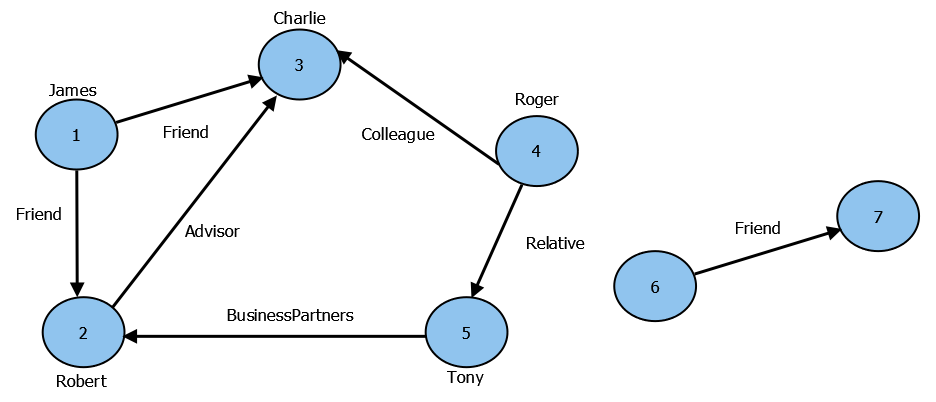 Charlie
3
James
1
Friend
Roger
4
Colleague
Friend
Advisor
Relative
Friend
7
6
BusinessPartners
2
5
Robert
Tony